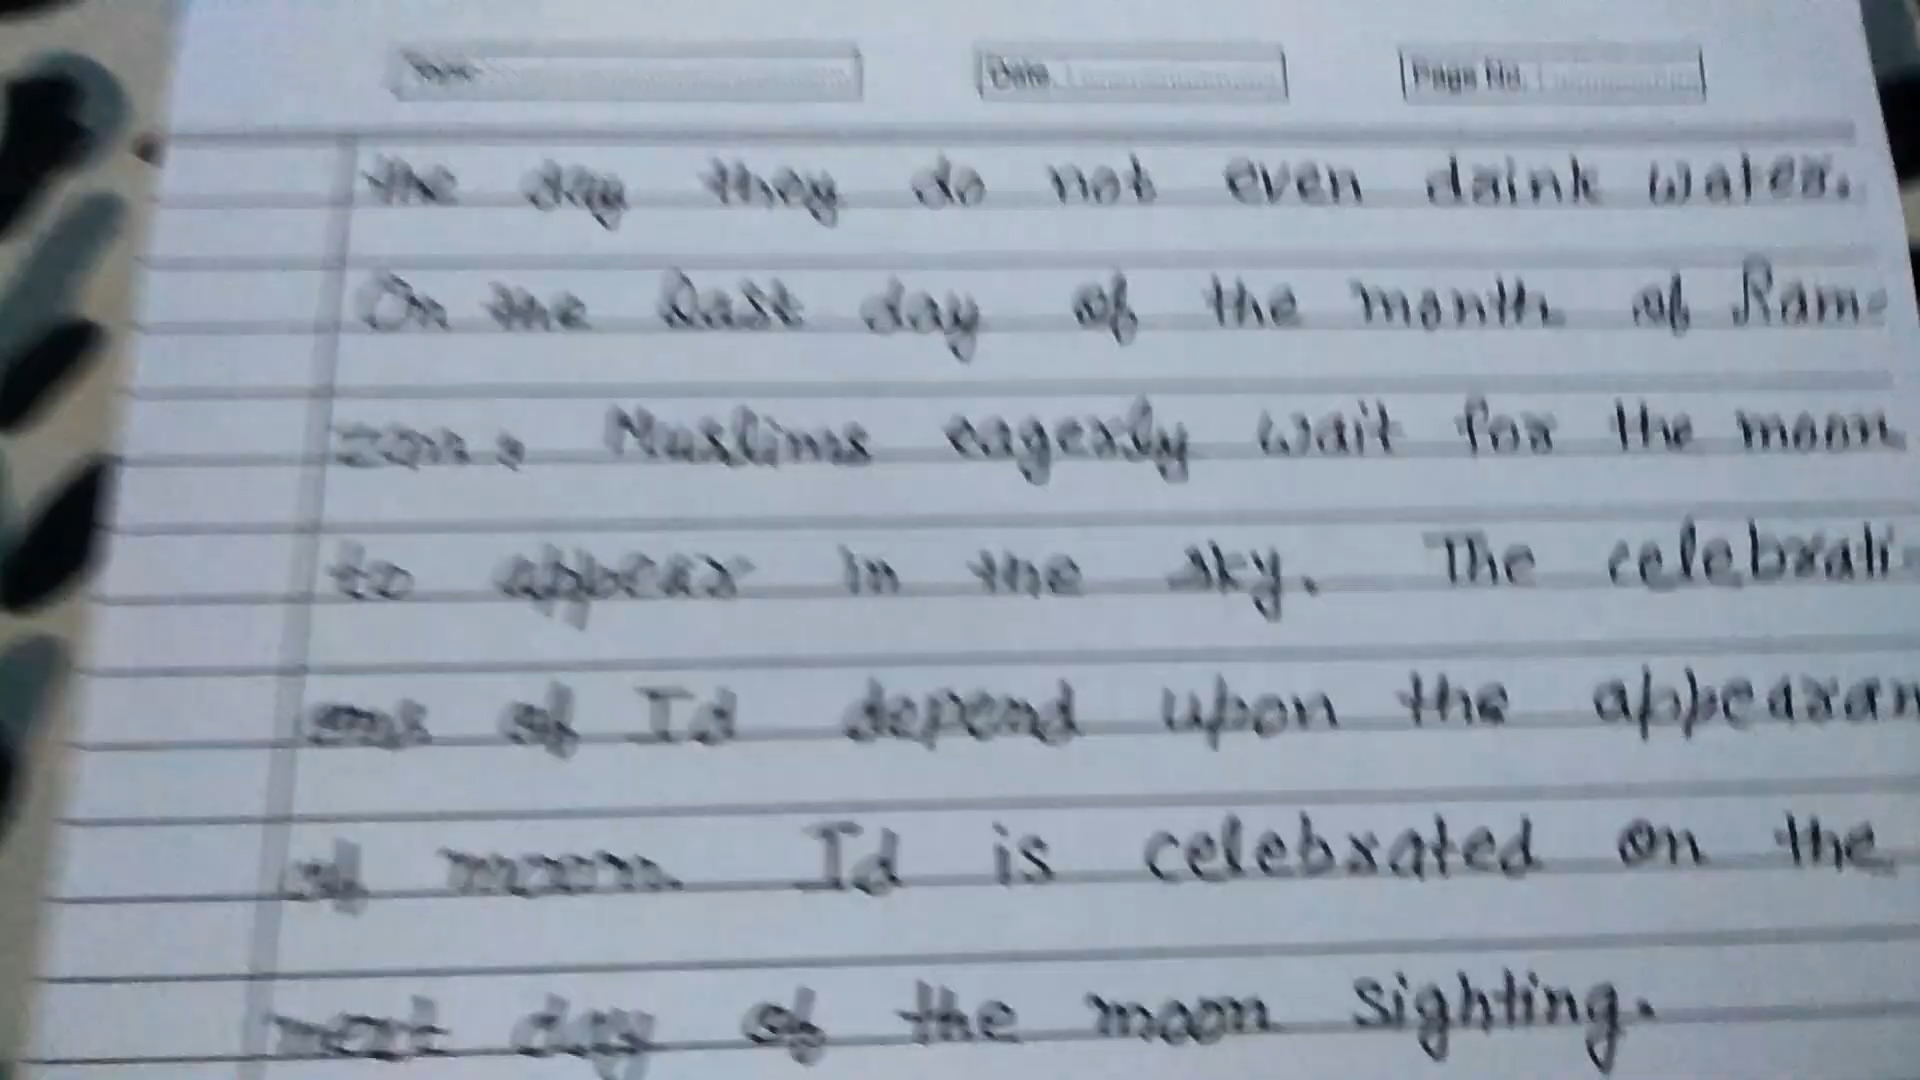 Date.
Page No.
the day they do not even drink water.
On the last day of the month of Ram-
zan, Muslims eagerly wait for the moon
to appear in the sky. The celebrati-
ons of Id depend upon the appearan
of moon. Id is celebrated on the
next day of the moon sighting.